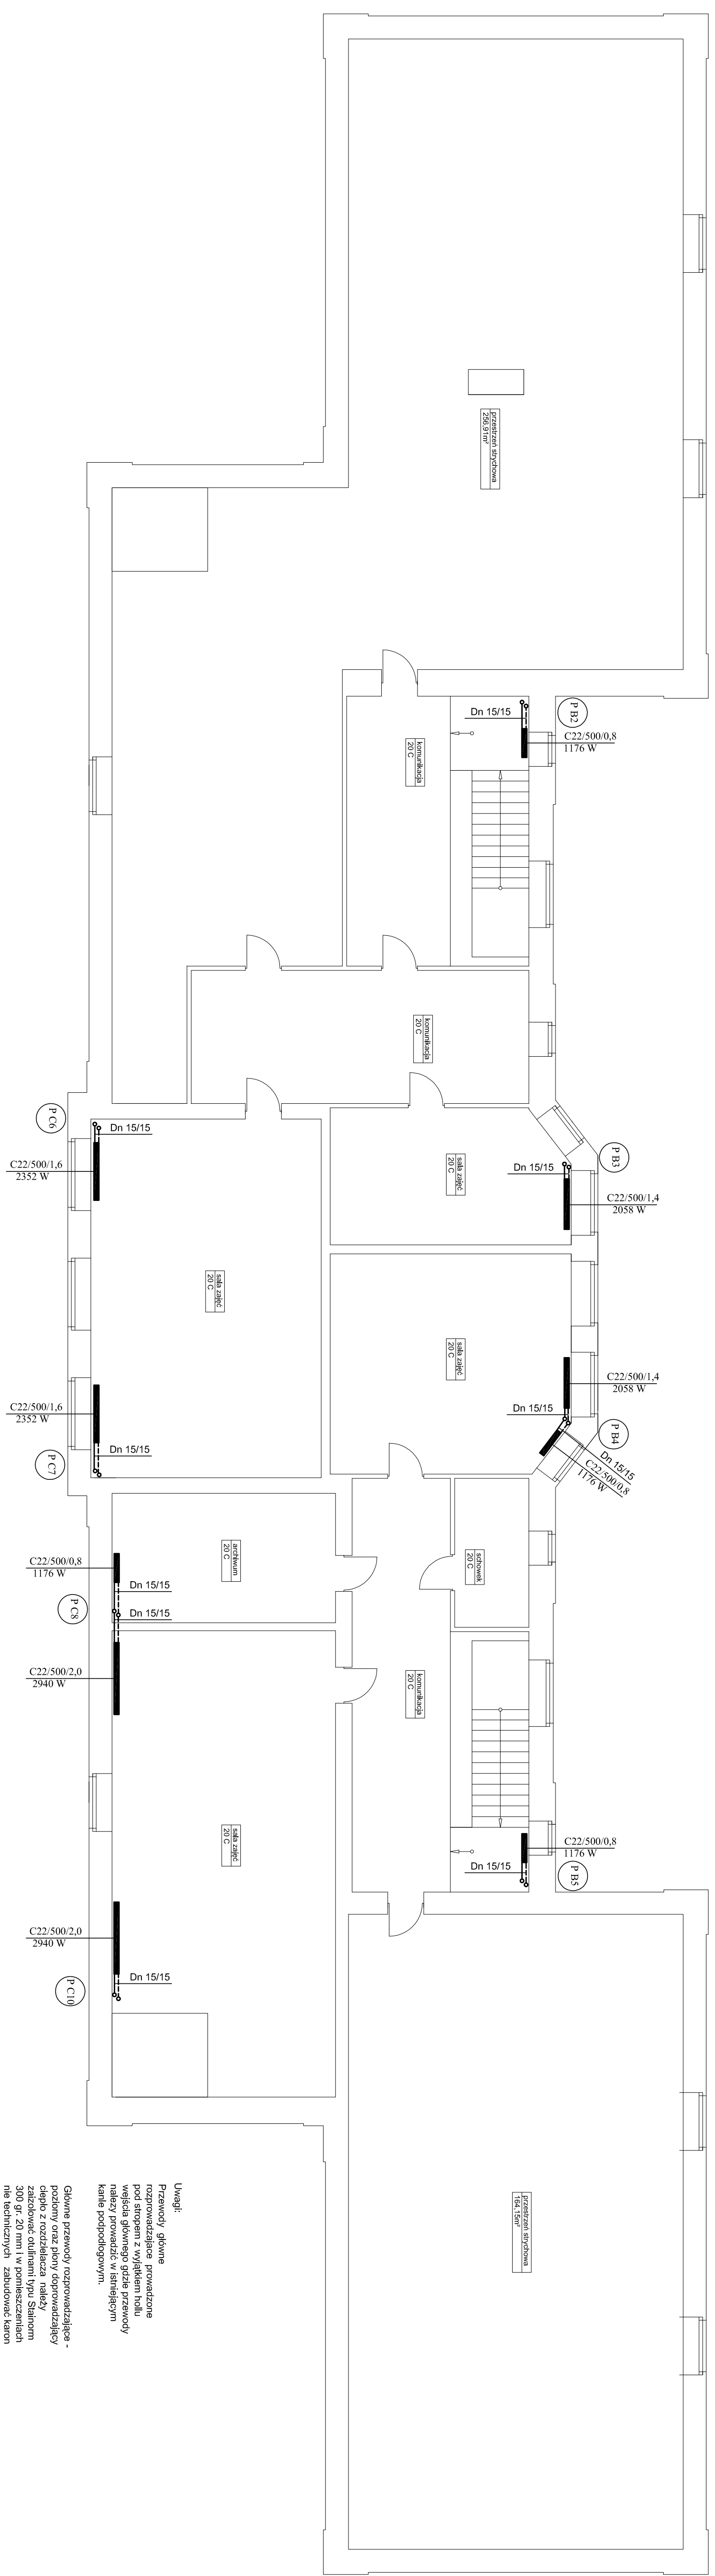 przestrzeń strychowa
256,91m²
P B2
Dn 15/15
C22/500/0,8
1176 W
komunikacja
20 C
komunikacja
20 C
P C6
Dn 15/15
C22/500/1,6
2352 W
P B3
Dn 15/15
C22/500/1,4
2058 W
sala zajęć
20 C
sala zajęć
20 C
sala zajęć
20 C
C22/500/1,4
2058 W
Dn 15/15
P B4
Dn 15/15
C22/500/0,8
1176 W
C22/500/1,6
2352 W
Dn 15/15
P C7
C22/500/0,8
1176 W
Dn 15/15
P C8
Dn 15/15
archiwum
20 C
schowek
20 C
C22/500/2,0
2940 W
komunikacja
20 C
sala zajęć
20 C
C22/500/0,8
1176 W
Dn 15/15
P B5
C22/500/2,0
2940 W
Dn 15/15
P C10
przestrzeń strychowa
164,15m²
Uwagi:
Przewody główne
rozprowadzające prowadzone
pod stropem z wyjątkiem hollu
wejścia głównego gdzie przewody
należy prowadzić w istniejącym
kanle podpodłogowym.
Główne przewody rozprowadzające -
poziomy oraz piony doprowadzający
ciepło z rozdzielacza należy
zaizolować otulinami typu Stainorm
300 gr. 20 mm i w pomieszczeniach
nie technicznych zabudować karon